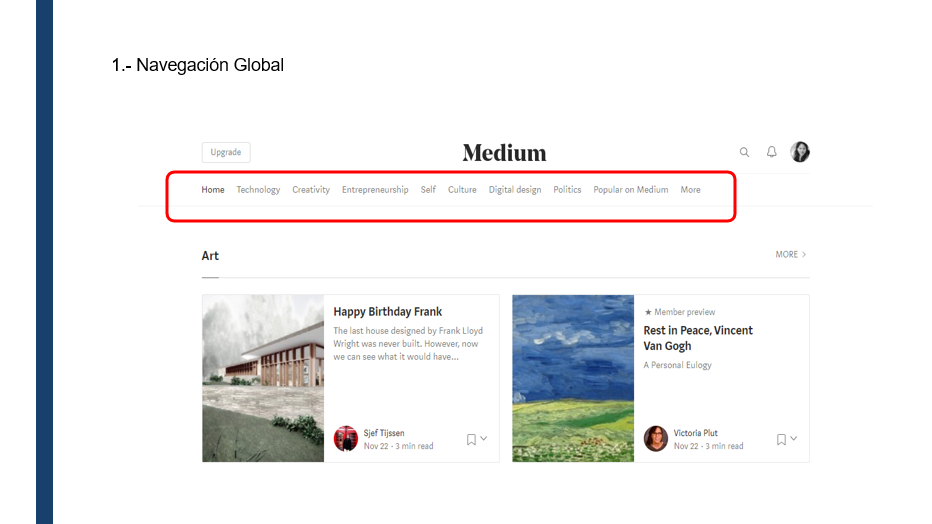 1.- Navegación Global
Upgrade
Medium
Home Technology Creativity Entrepreneurship Self Culture Digital design Politics Popular on Medium More
Art
MORE
Happy Birthday Frank
The last house designed by Frank Lloyd
Wright was never built. However, now
we can see what it would have...
Sjef Tijssen
Nov 22 · 3 min read
Member preview
Rest in Peace, Vincent
Van Gogh
A Personal Eulogy
Victoria Plut
Nov 22 · 3 min read